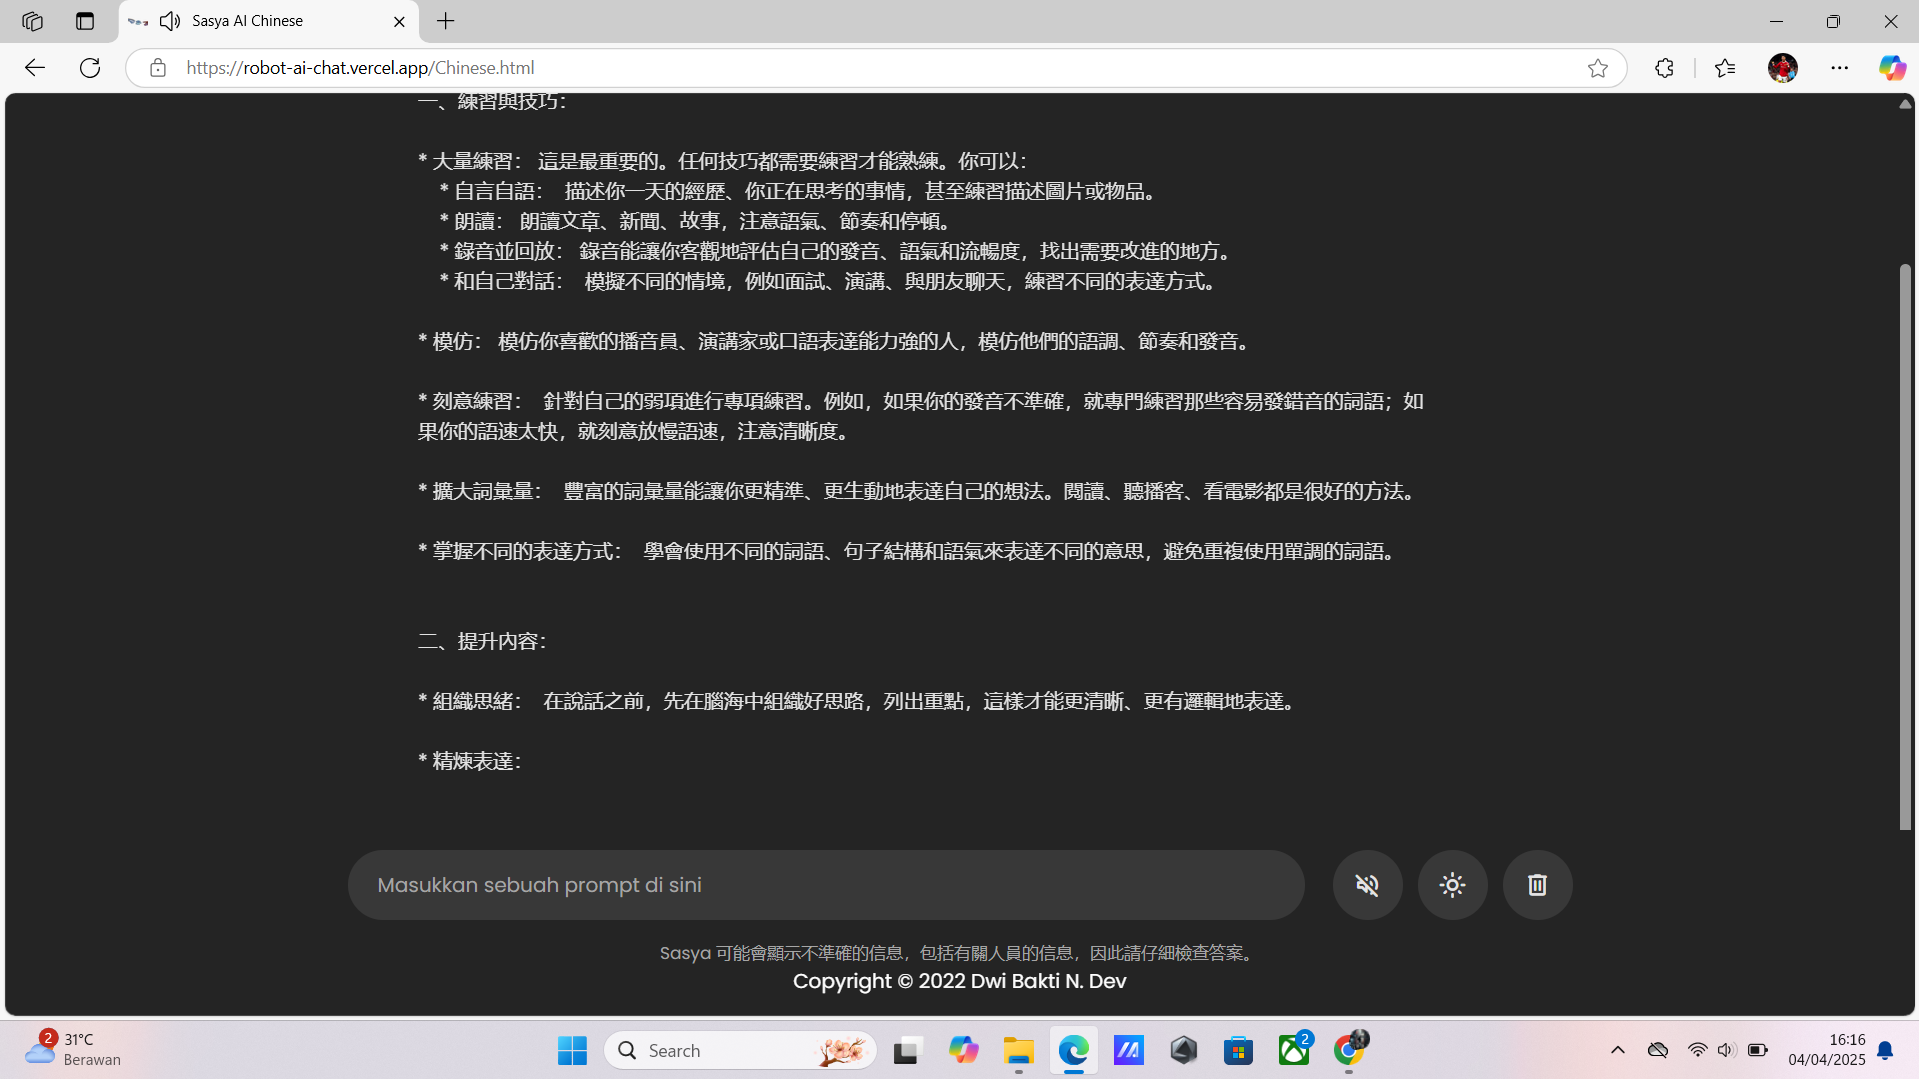 Sasya AI Chinese
https://robot-ai-chat.vercel.app/Chinese.html
一、練習與技巧：
* 大量練習： 這是最重要的。任何技巧都需要練習才能熟練。你可以：
* 自言自語： 描述你一天的經歷、你正在思考的事情，甚至練習描述圖片或物品。
* 朗讀： 朗讀文章、新聞、故事，注意語氣、節奏和停頓。
* 錄音並回放： 錄音能讓你客觀地評估自己的發音、語氣和流暢度，找出需要改進的地方。
* 和自己對話： 模擬不同的情境，例如面試、演講、與朋友聊天，練習不同的表達方式。
* 模仿： 模仿你喜歡的播音員、演講家或口語表達能力強的人，模仿他們的語調、節奏和發音。
* 刻意練習： 針對自己的弱項進行專項練習。例如，如果你的發音不準確，就專門練習那些容易發錯音的詞語；如
果你的語速太快，就刻意放慢語速，注意清晰度。
* 擴大詞彙量： 豐富的詞彙量能讓你更精準、更生動地表達自己的想法。閱讀、聽播客、看電影都是很好的方法。
* 掌握不同的表達方式： 學會使用不同的詞語、句子結構和語氣來表達不同的意思，避免重複使用單調的詞語。
二、提升內容：
* 組織思緒： 在說話之前，先在腦海中組織好思路，列出重點，這樣才能更清晰、更有邏輯地表達。
* 精煉表達：
Masukkan sebuah prompt di sini
Sasya 可能會顯示不準確的信息，包括有關人員的信息，因此請仔細檢查答案。
Copyright © 2022 Dwi Bakti N. Dev
2
31°C
Berawan
Search
2
16:16
04/04/2025